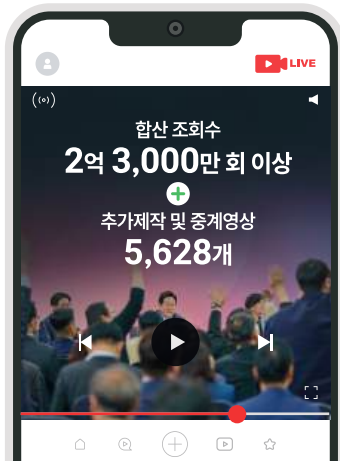 LIVE
합산 조회수
2억 3,000만 회 이상
추가제작 및 중계영상
5,628개